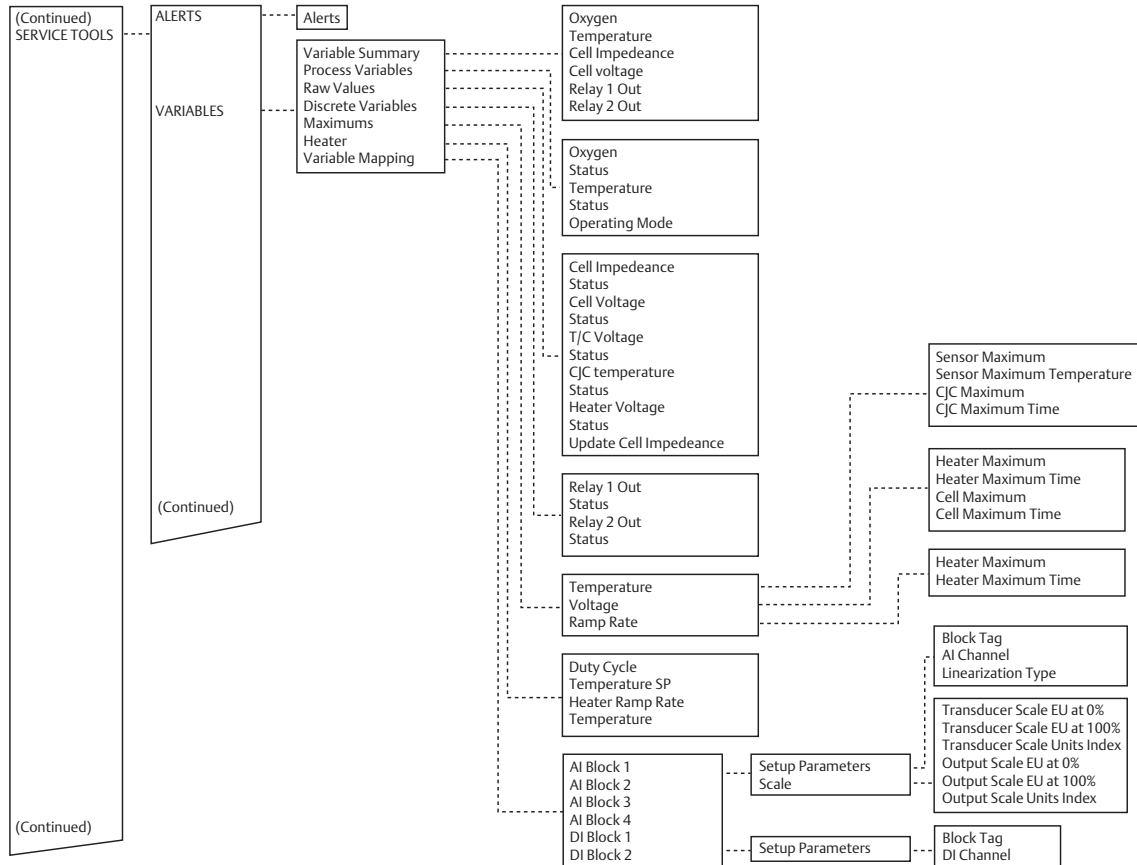 (Continued)
SERVICE TOOLS
(Continued)
ALERTS
VARIABLES
(Continued)
Alerts
Variable Summary
Process Variables
Raw Values
Discrete Variables
Maximums
Heater
Variable Mapping
Oxygen
Temperature
Cell Impedeance
Cell voltage
Relay 1 Out
Relay 2 Out
Oxygen
Status
Temperature
Status
Operating Mode
Cell Impedeance
Status
Cell Voltage
Status
T/C Voltage
Status
CJC temperature
Status
Heater Voltage
Status
Update Cell Impedeance
Relay 1 Out
Status
Relay 2 Out
Status
Temperature
Voltage
Ramp Rate
Sensor Maximum
Sensor Maximum Temperature
CJC Maximum
CJC Maximum Time
Heater Maximum
Heater Maximum Time
Cell Maximum
Cell Maximum Time
Heater Maximum
Heater Maximum Time
Duty Cycle
Temperature SP
Heater Ramp Rate
Temperature
AI Block 1
AI Block 2
AI Block 3
AI Block 4
DI Block 1
DI Block 2
Setup Parameters
Scale
Block Tag
AI Channel
Linearization Type
Transducer Scale EU at 0%
Transducer Scale EU at 100%
Transducer Scale Units Index
Output Scale EU at 0%
Output Scale EU at 100%
Output Scale Units Index
Setup Parameters
Block Tag
DI Channel